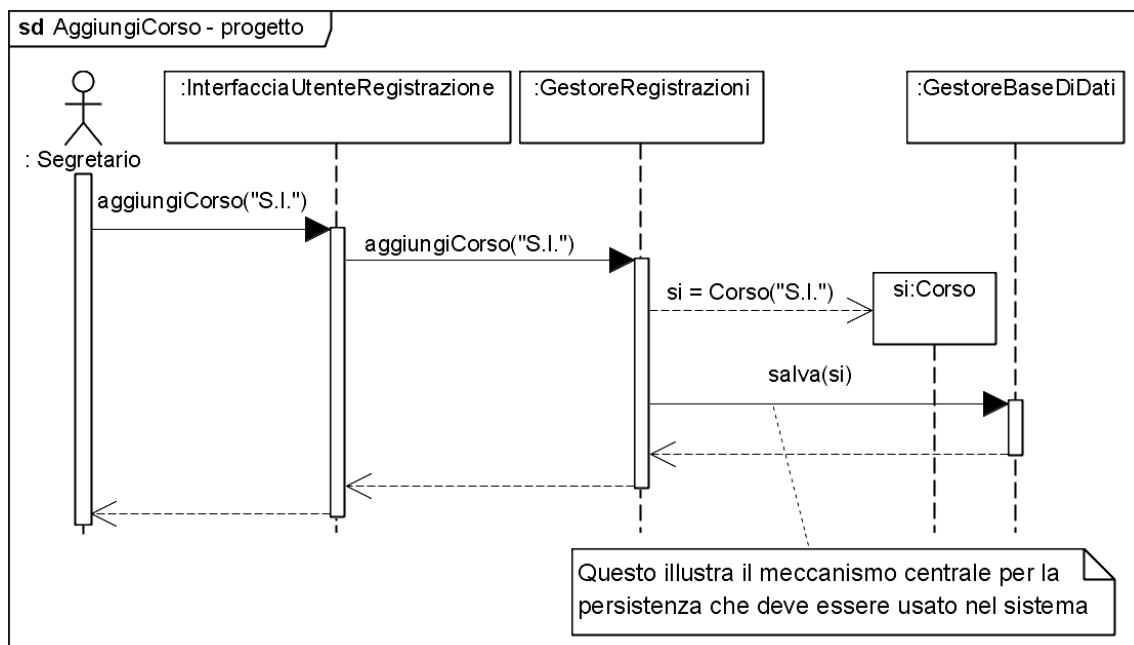 sd AggiungiCorso - progetto
:InterfacciaUtenteRegistrazione
:GestoreRegistrazioni
:GestoreBaseDiDati
: Segretario
aggiungiCorso("S.I.")
aggiungiCorso("S.I.")
si = Corso("S.I.")
si:Corso
salva(si)
Questo illustra il meccanismo centrale per la
persistenza che deve essere usato nel sistema